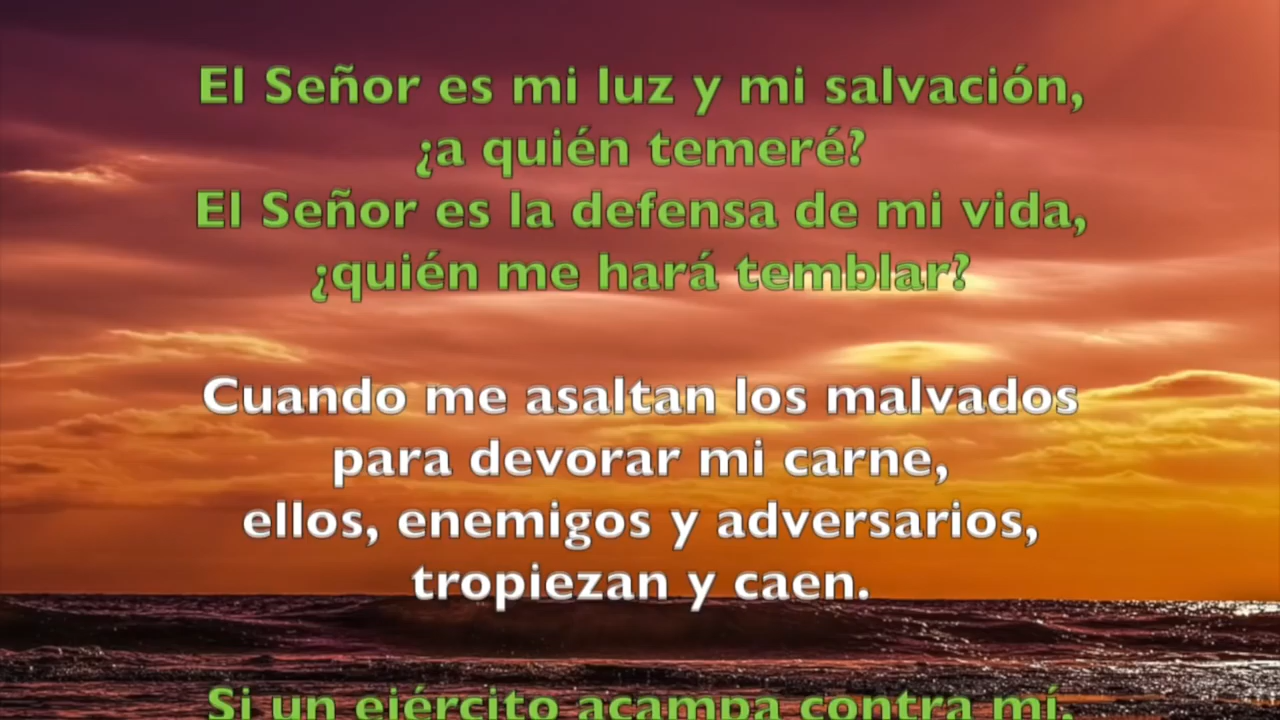 El Señor es mi luz y mi salvación,
¿a quién temeré?
El Señor es la defensa de mi vida,
¿quién me hará temblar?
Cuando me asaltan los malvados
para devorar mi carne,
ellos, enemigos y adversarios,
tropiezan y caen.
Si un ejército acampa contra mí,